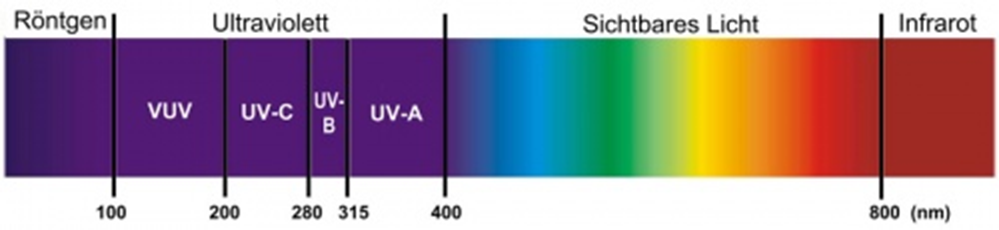 Röntgen Ultraviolett Sichtbares Licht Infrarot
VUV UV-C UV-
B UV-A
100 200 280 315 400 800 (nm)